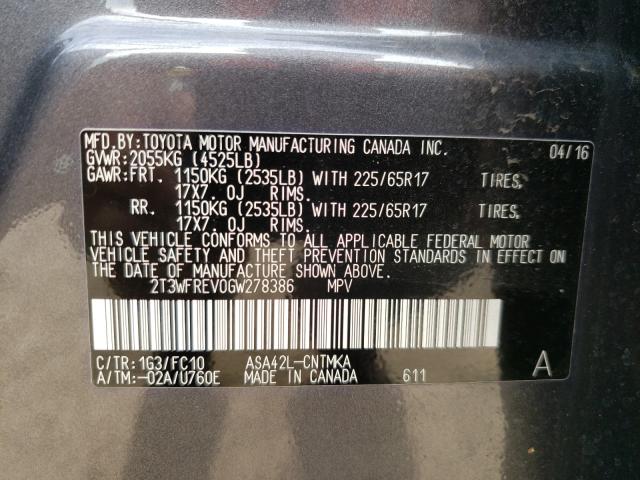 MFD.BY:TOYOTA MOTOR MANUFACTURING CANADA INC. 04/16
GVWR:2055KG (4525LB)
GAWR:FRT. 1150KG (2535LB) WITH 225/65R17 TIRES,
17X7. 0J RIMS.
RR. 1150KG (2535LB) WITH 225/65R17 TIRES,
17X7. 0J RIMS.
THIS VEHICLE CONFORMS TO ALL APPLICABLE FEDERAL MOTOR
VEHICLE SAFETY AND THEFT PREVENTION STANDARDS IN EFFECT ON
THE DATE OF MANUFACTURE SHOWN ABOVE.
2T3WFREV0GW278386 MPV
C/TR:1G3/FC10 ASA42L-CNTMKA
A/TM:-02A/U760E MADE IN CANADA 611 A